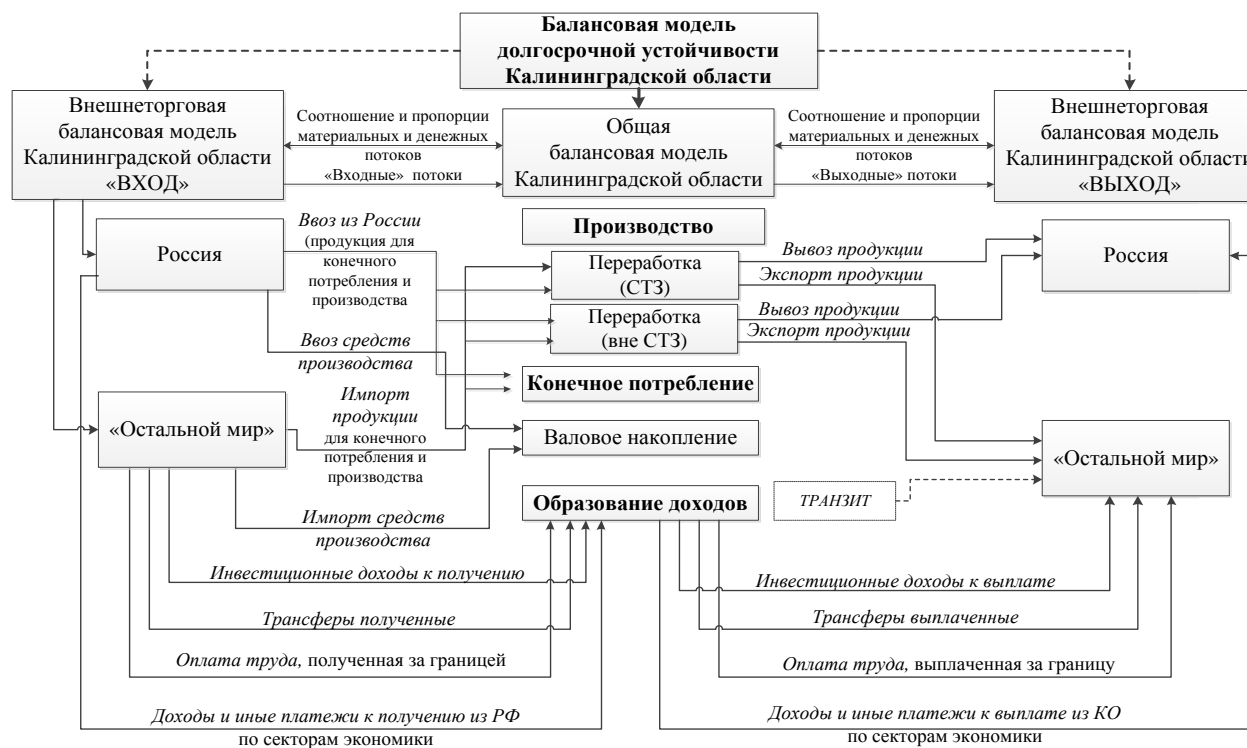 Балансовая модель
долгосрочной устойчивости
Калининградской области
Внешнеторговая
балансовая модель
Калининградской области
«ВХОД»
Соотношение и пропорции
материальных и денежных
потоков
«Входные» потоки
Общая
балансовая модель
Калининградской области
Соотношение и пропорции
материальных и денежных
потоков
«Выходные» потоки
Внешнеторговая
балансовая модель
Калининградской области
«ВЫХОД»
Россия
Ввоз из России
(продукция для
конечного
потребления и
производства
Производство
Переработка
(СТЗ)
Вывоз продукции
Экспорт продукции
Россия
Переработка
(вне СТЗ)
Вывоз продукции
Экспорт продукции
Ввоз средств
производства
Конечное потребление
«Остальной мир»
Импорт
продукции
для конечного
потребления и
производства
Валовое накопление
«Остальной мир»
Импорт средств
производства
Образование доходов
ТРАНЗИТ
Инвестиционные доходы к получению
Инвестиционные доходы к выплате
Трансферы полученные
Трансферы выплаченные
Оплата труда, полученная за границей
Оплата труда, выплаченная за границу
Доходы и иные платежи к получению из РФ
по секторам экономики
Доходы и иные платежи к выплате из КО
по секторам экономики